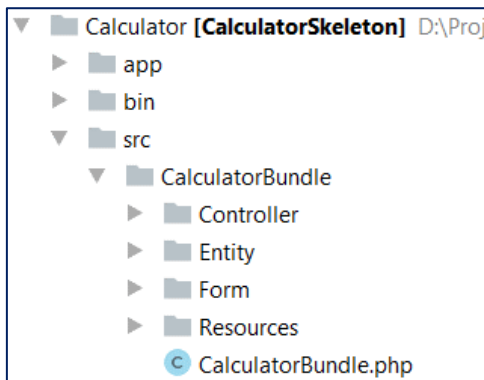 Calculator [CalculatorSkeleton] D:\Proj
app
bin
src
CalculatorBundle
Controller
Entity
Form
Resources
C CalculatorBundle.php